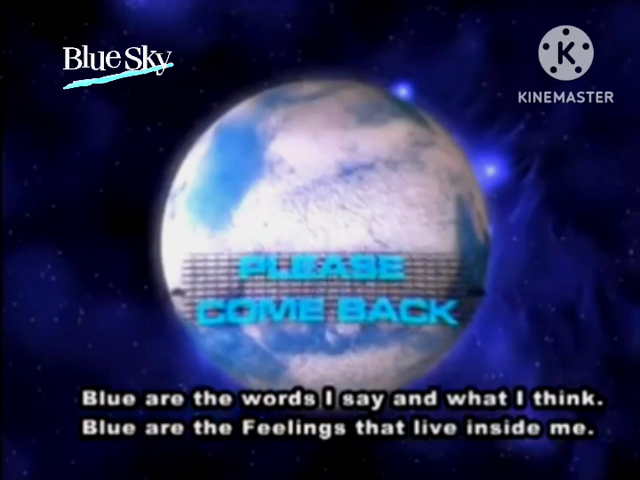 Blue Sky
KINEMASTER
PLEASE
COME BACK
Blue are the words I say and what I think.
Blue are the Feelings that live inside me.